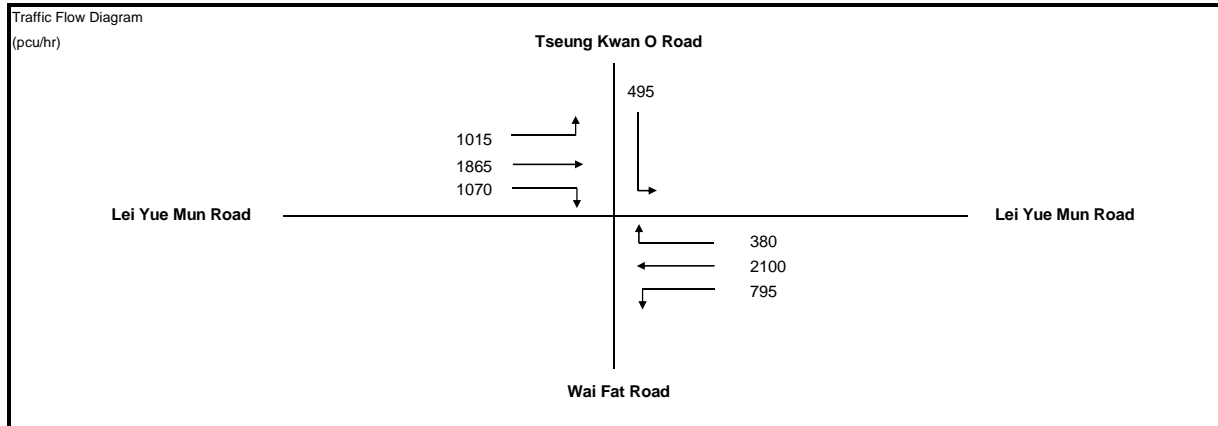 Traffic Flow Diagram
(pcu/hr)
Tseung Kwan O Road
495
1015
1865
1070
Lei Yue Mun Road
Lei Yue Mun Road
380
2100
795
Wai Fat Road